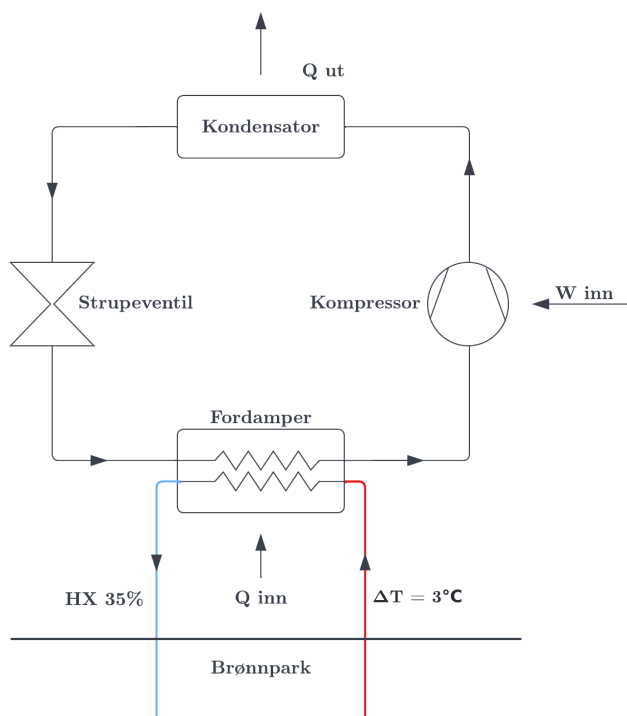 Q ut
Kondensator
W inn
Strupeventil
Kompressor
Fordamper
HX 35%
Q inn
ΔT = 3°C
Brønnpark